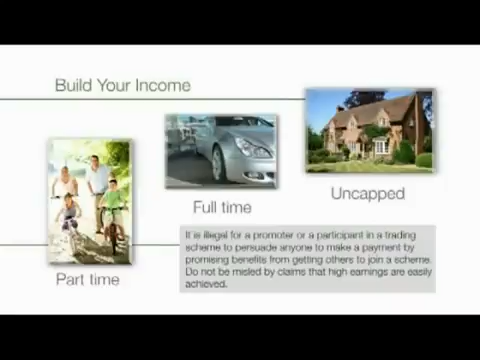 Build Your Income
Uncapped
Full time
Part time
It is illegal for a promoter or a participant in a trading
scheme to persuade anyone to make a payment by
promising benefits from getting others to join a scheme.
Do not be misled by claims that high earnings are easily
achieved.